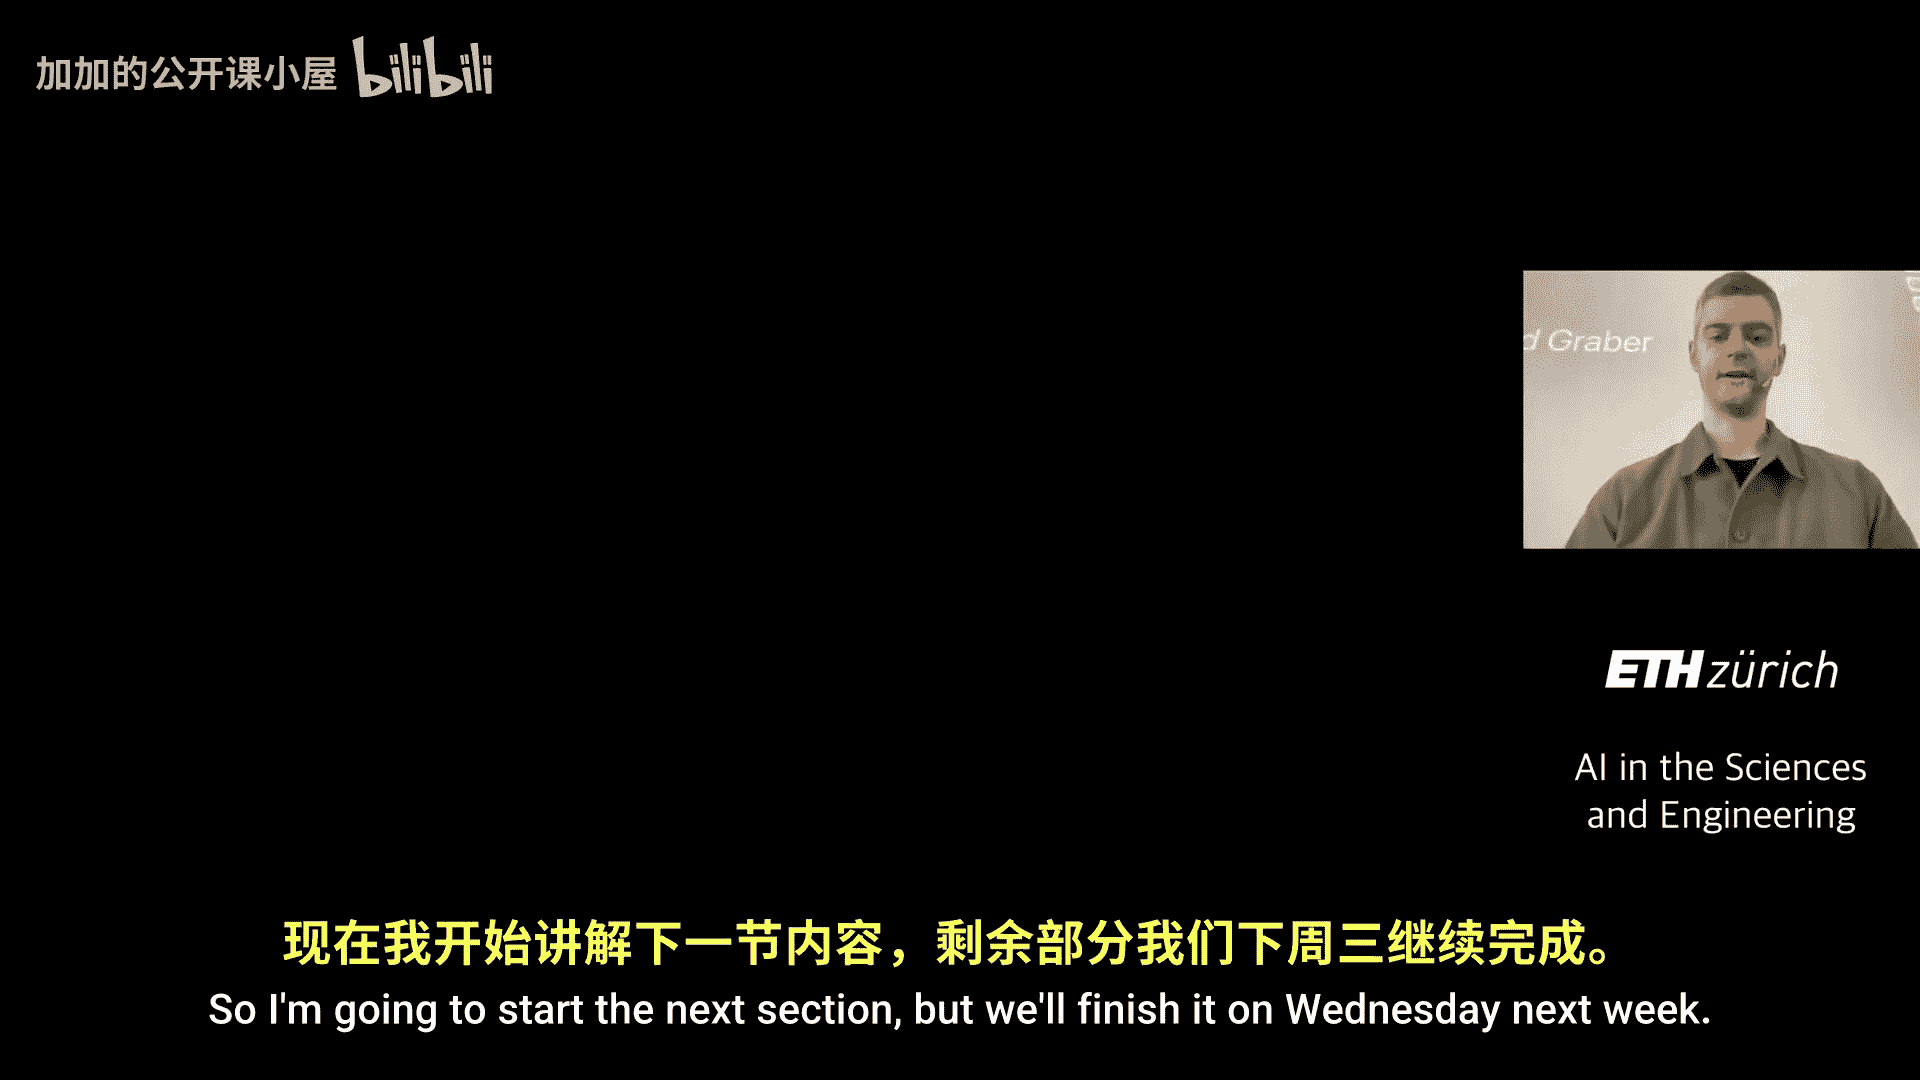 加加的公开课小屋 bilibili
d Graber
ETH zürich
AI in the Sciences
and Engineering
现在我开始讲解下一节内容，剩余部分我们下周三继续完成。
So I'm going to start the next section, but we'll finish it on Wednesday next week.